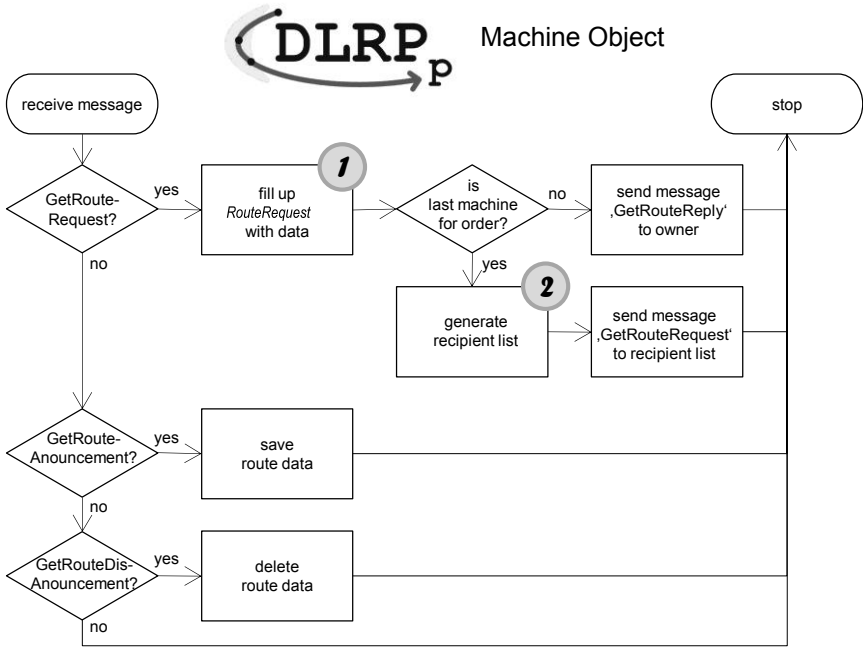 DLRP
p
Machine Object
receive message
stop
GetRoute-
Request?
yes
no
fill up
RouteRequest
with data
1
is
last machine
for order?
no
yes
send message
‚GetRouteReply‘
to owner
generate
recipient list
2
send message
‚GetRouteRequest‘
to recipient list
GetRoute-
Anouncement?
yes
no
save
route data
GetRouteDis-
Anouncement?
yes
no
delete
route data